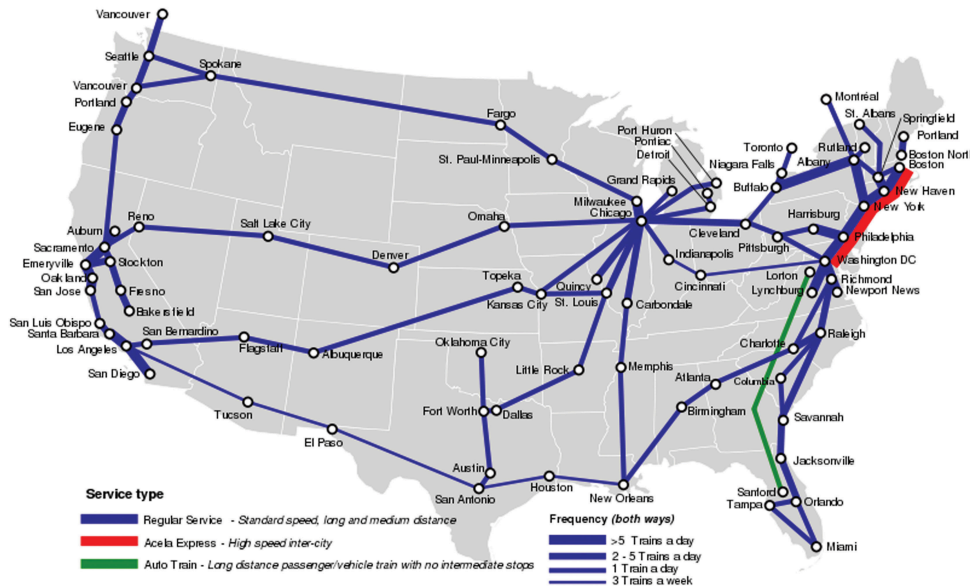 Vancouver
Seattle
Spokane
Vancouver
Portland
Eugene
Fargo
St. Paul-Minneapolis
Port Huron
Pontiac
Detroit
Grand Rapids
Milwaukee
Chicago
Toronto
Niagara Falls
Buffalo
Montréal
St. Albans
Springfield
Portland
Rutland
Boston North
Albany
Boston
New Haven
New York
Harrisburg
Philadelphia
Cleveland
Pittsburgh
Washington DC
Auburn
Reno
Sacramento
Salt Lake City
Omaha
Emeryville
Stockton
Denver
Indianapolis
Cincinnati
Lorton
Richmond
Lynchburg
Newport News
Oakland
San Jose
Fresno
Bakersfield
Topeka
Kansas City
Quincy
St. Louis
Carbondale
San Luis Obispo
Santa Barbara
San Bernardino
Los Angeles
Flagstaff
Albuquerque
San Diego
Oklahoma City
Little Rock
Memphis
Raleigh
Charlotte
Columbia
Atlanta
Birmingham
Savannah
Tucson
El Paso
Fort Worth
Dallas
Austin
San Antonio
Houston
New Orleans
Jacksonville
Sanford
Tampa
Orlando
Miami
Service type
Regular Service - Standard speed, long and medium distance
Acela Express - High speed inter-city
Auto Train - Long distance passenger/vehicle train with no intermediate stops
Frequency (both ways)
>5 Trains a day
2 - 5 Trains a day
1 Train a day
3 Trains a week